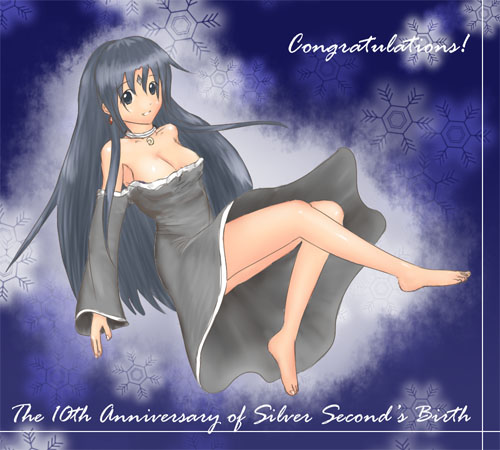 Congratulations!
The 10th Anniversary of Silver Second's Birth